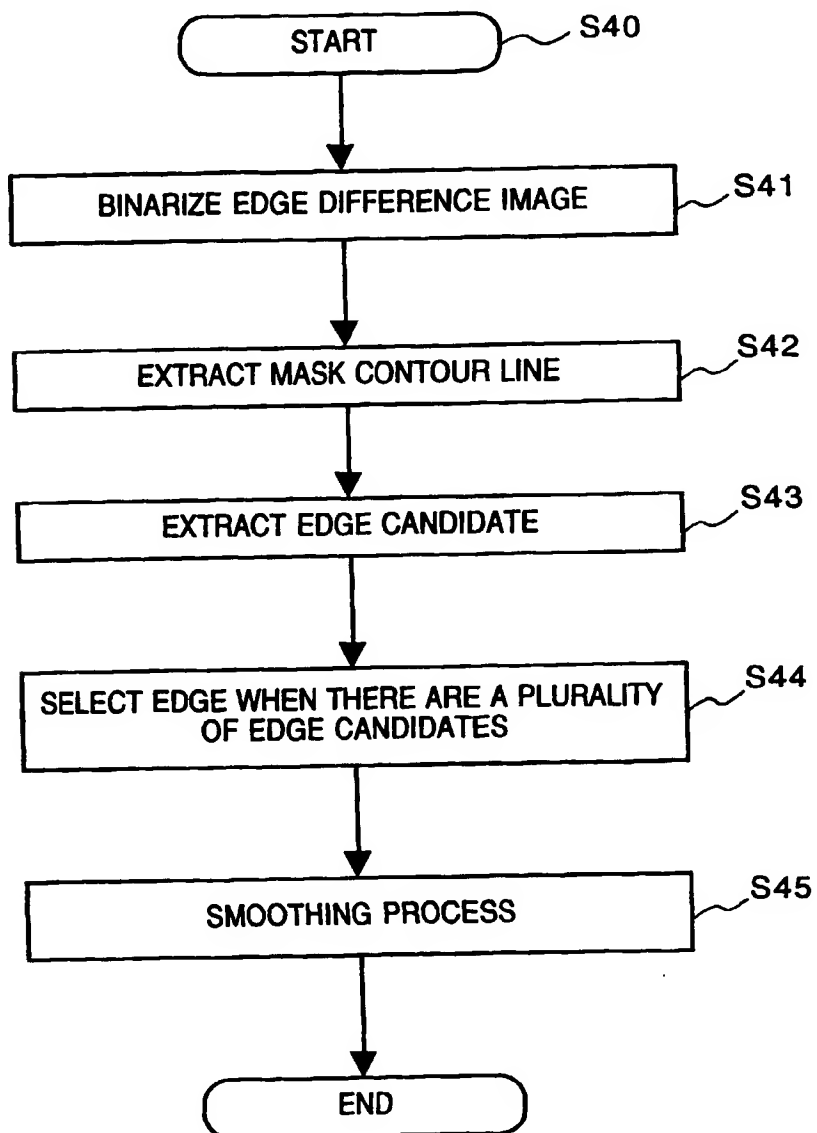 START
S40
BINARIZE EDGE DIFFERENCE IMAGE
S41
EXTRACT MASK CONTOUR LINE
S42
EXTRACT EDGE CANDIDATE
S43
SELECT EDGE WHEN THERE ARE A PLURALITY
OF EDGE CANDIDATES
S44
SMOOTHING PROCESS
S45
END